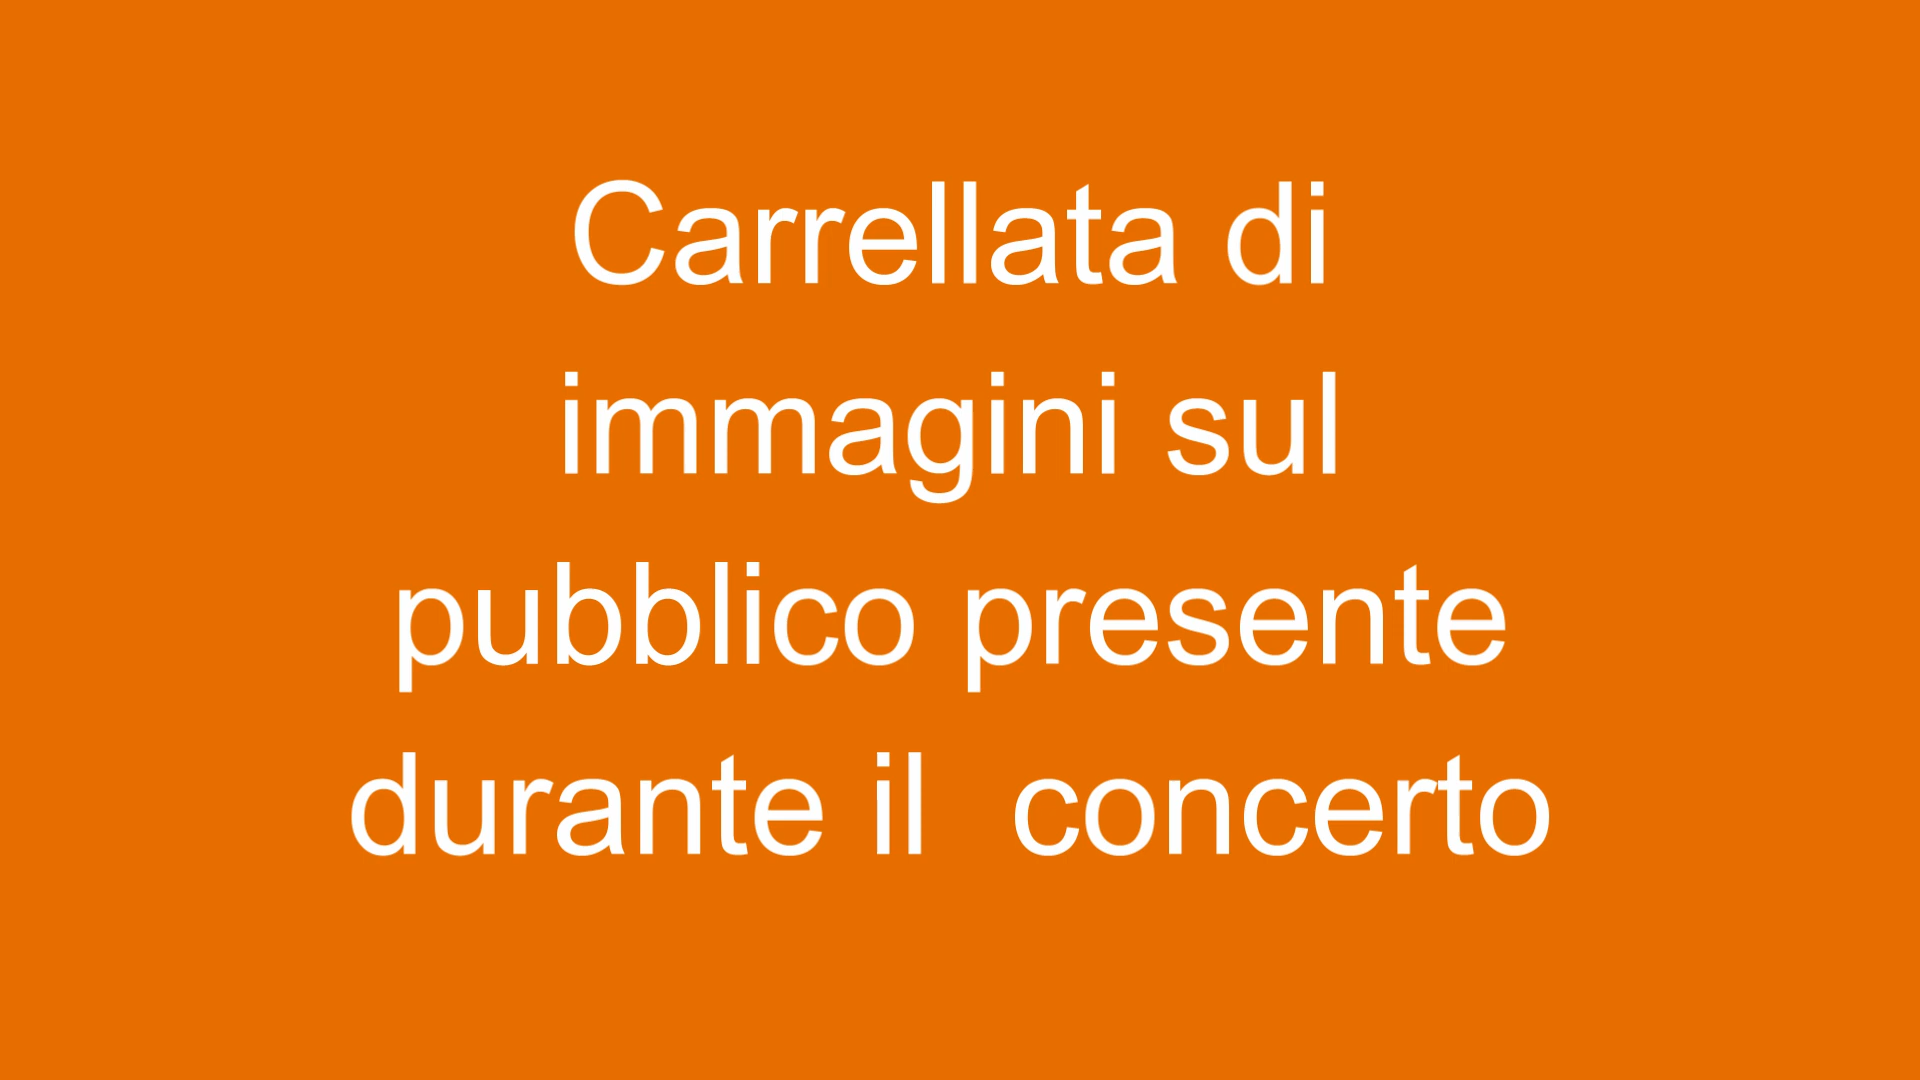 Carrellata di
immagini sul
pubblico presente
durante il  concerto